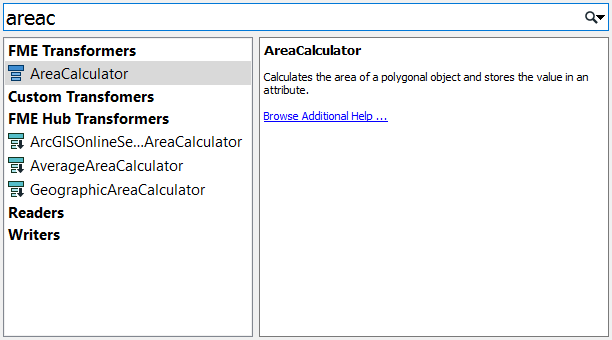 areac
FME Transformers
AreaCalculator
Custom Transfomers
FME Hub Transformers
ArcGISOnlineSe...AreaCalculator
AverageAreaCalculator
GeographicAreaCalculator
Readers
Writers
AreaCalculator
Calculates the area of a polygonal object and stores the value in an
attribute.
Browse Additional Help ...